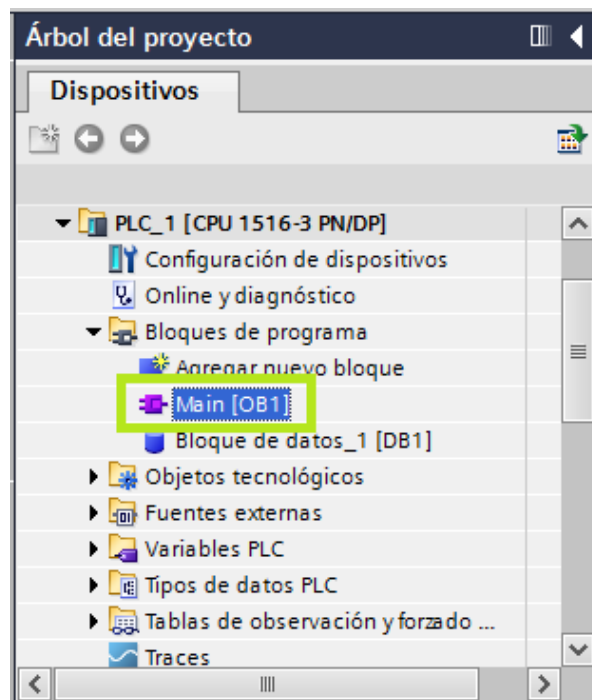 Árbol del proyecto
Dispositivos
PLC_1 [CPU 1516-3 PN/DP]
Configuración de dispositivos
Online y diagnóstico
Bloques de programa
Agregar nuevo bloque
Main [OB1]
Bloque de datos_1 [DB1]
Objetos tecnológicos
Fuentes externas
Variables PLC
Tipos de datos PLC
Tablas de observación y forzado ...
Traces